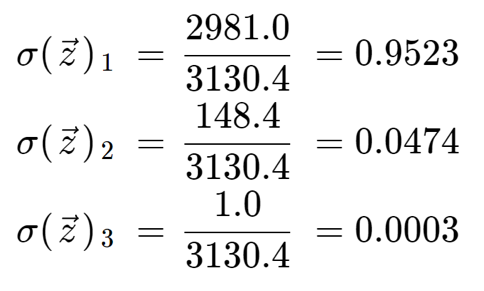 σ(z⃗)₁ = 2981.0 / 3130.4 = 0.9523
σ(z⃗)₂ = 148.4 / 3130.4 = 0.0474
σ(z⃗)₃ = 1.0 / 3130.4 = 0.0003